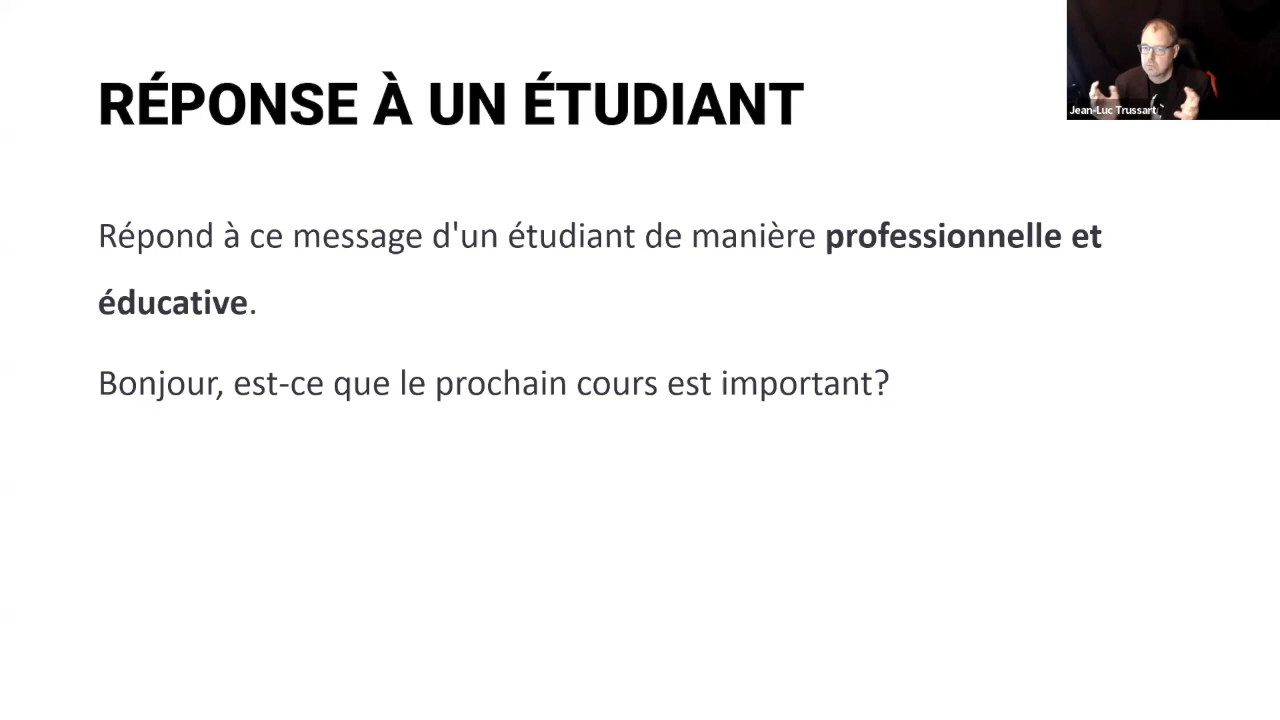 RÉPONSE À UN ÉTUDIANT
Jean-Luc Trussart
Répond à ce message d'un étudiant de manière professionnelle et
éducative.
Bonjour, est-ce que le prochain cours est important?